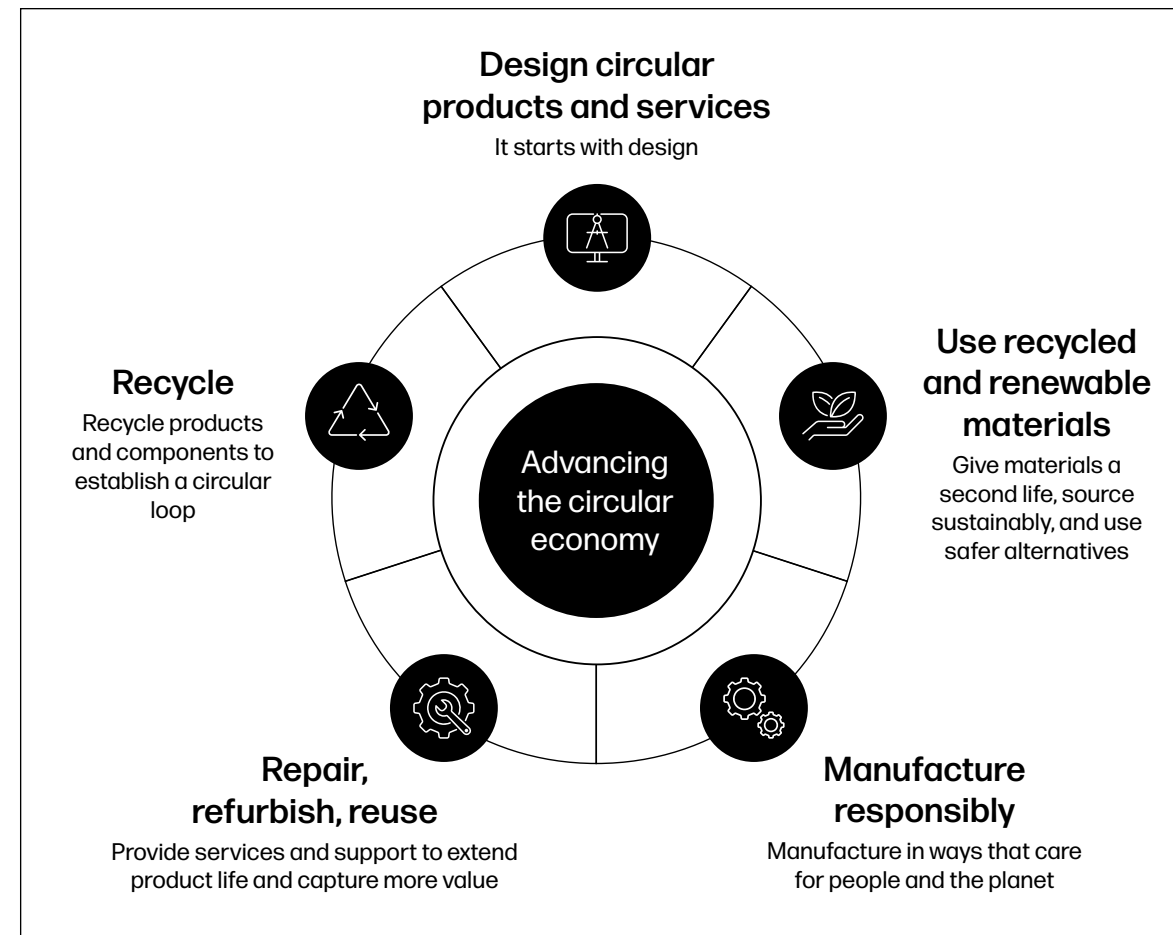 Design circular
products and services
It starts with design
Use recycled
and renewable
materials
Give materials a
second life, source
sustainably, and use
safer alternatives
Manufacture
responsibly
Manufacture in ways that care
for people and the planet
Repair,
refurbish, reuse
Provide services and support to extend
product life and capture more value
Recycle
Recycle products
and components to
establish a circular
loop
Advancing
the circular
economy